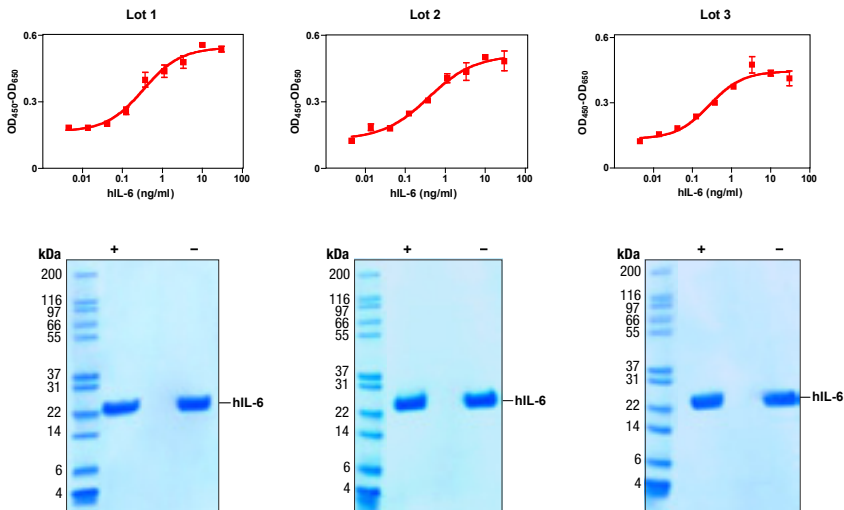 Lot 1
0.6
0.3
0
OD450-OD650
0.01 0.1 1 10 100
hIL-6 (ng/ml)
Lot 2
0.6
0.3
0
OD450-OD650
0.01 0.1 1 10 100
hIL-6 (ng/ml)
Lot 3
0.6
0.3
0
OD450-OD650
0.01 0.1 1 10 100
hIL-6 (ng/ml)
kDa + –
200
116
97
66
55
37
31
22
14
6
4
hIL-6
kDa + –
200
116
97
66
55
37
31
22
14
6
4
hIL-6
kDa + –
200
116
97
66
55
37
31
22
14
6
4
hIL-6